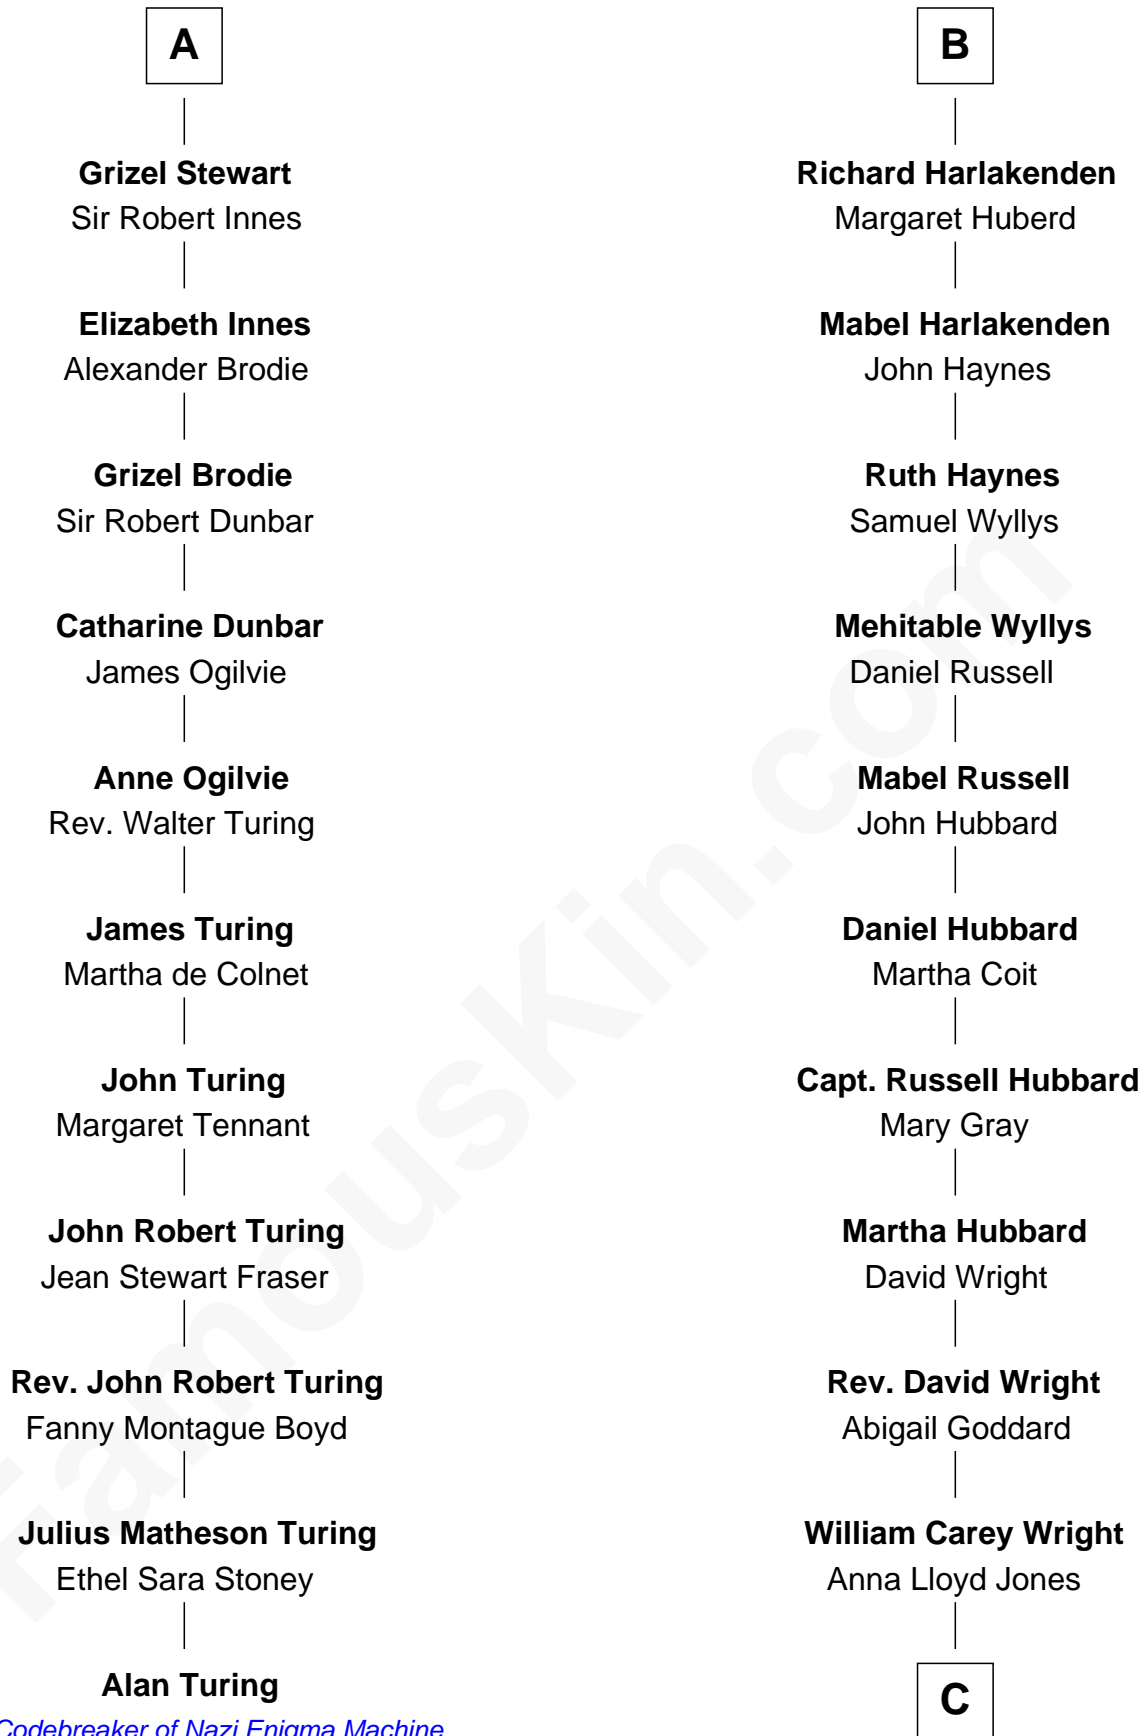 A
Grizel Stewart
Sir Robert Innes
Elizabeth Innes
Alexander Brodie
Grizel Brodie
Sir Robert Dunbar
Catharine Dunbar
James Ogilvie
Anne Ogilvie
Rev. Walter Turing
James Turing
Martha de Colnet
John Turing
Margaret Tennant
John Robert Turing
Jean Stewart Fraser
Rev. John Robert Turing
Fanny Montague Boyd
Julius Matheson Turing
Ethel Sara Stoney
Alan Turing
Codebreaker of Nazi Enigma Machine
B
Richard Harlakenden
Margaret Huberd
Mabel Harlakenden
John Haynes
Ruth Haynes
Samuel Wyllys
Mehitable Wyllys
Daniel Russell
Mabel Russell
John Hubbard
Daniel Hubbard
Martha Coit
Capt. Russell Hubbard
Mary Gray
Martha Hubbard
David Wright
Rev. David Wright
Abigail Goddard
William Carey Wright
Anna Lloyd Jones
C
FamousKin.com